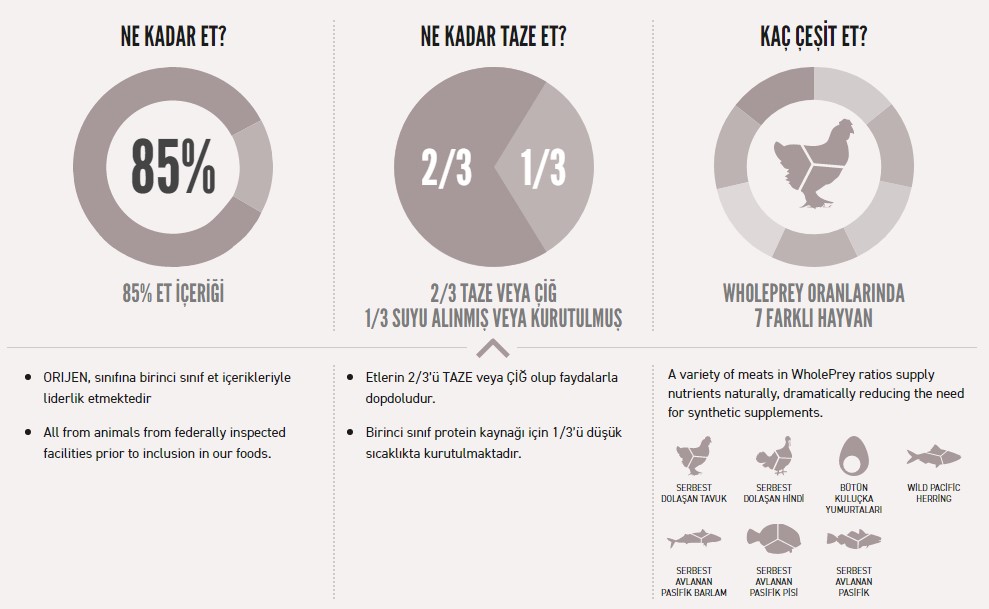 NE KADAR ET?
85%
85% ET İÇERİĞİ
ORIJEN, sınıfına birinci sınıf et içerikleriyle
liderlik etmektedir
All from animals from federally inspected
facilities prior to inclusion in our foods.
NE KADAR TAZE ET?
2/3
1/3
2/3 TAZE VEYA ÇİĞ
1/3 SUYU ALINMIŞ VEYA KURUTULMUŞ
Etlerin 2/3'ü TAZE veya ÇİĞ olup faydalarla
dopdoludur.
Birinci sınıf protein kaynağı için 1/3'ü düşük
sıcaklıkta kurutulmaktadır.
KAÇ ÇEŞİT ET?
WHOLEPREY ORANLARINDA
7 FARKLI HAYVAN
A variety of meats in WholePrey ratios supply
nutrients naturally, dramatically reducing the need
for synthetic supplements.
SERBEST
DOLAŞAN TAVUK
SERBEST
DOLAŞAN HİNDİ
BÜTÜN
KULUÇKA
YUMURTALARI
WİLD PACİFİC
HERRING
SERBEST
AVLANAN
PASİFİK BARLAM
SERBEST
AVLANAN
PASİFİK PİSİ
SERBEST
AVLANAN
PASİFİK